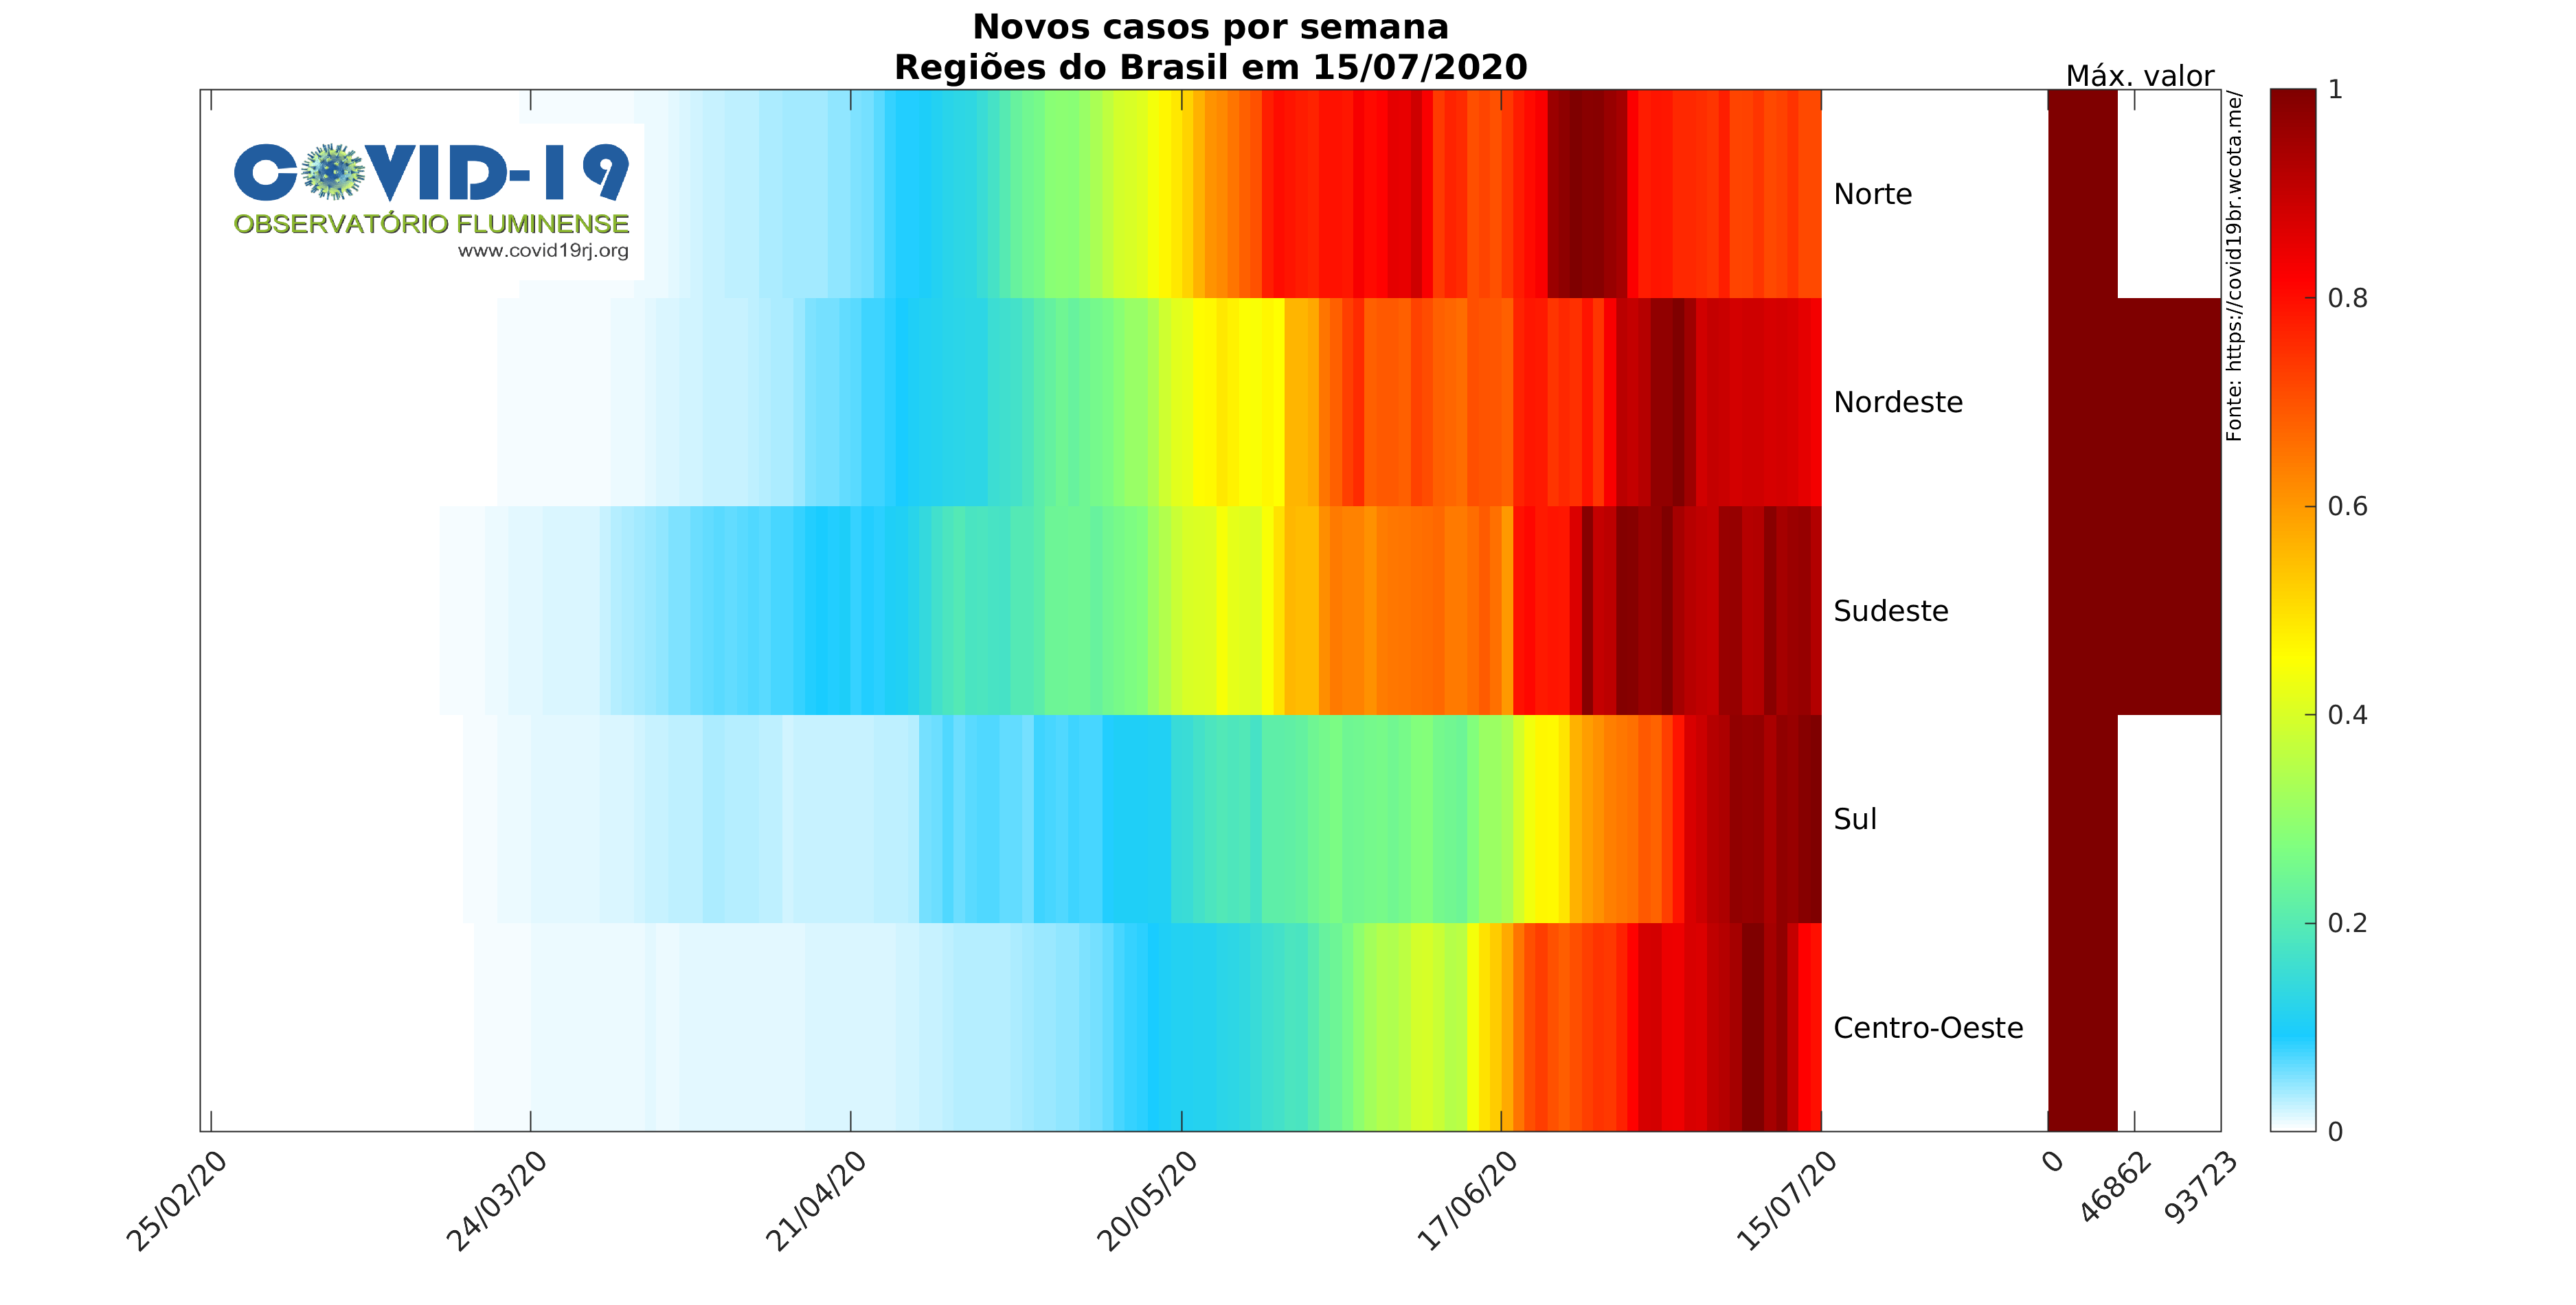 Novos casos por semana
Regiões do Brasil em 15/07/2020
Máx. valor
COVID-19
OBSERVATÓRIO FLUMINENSE
www.covid19rj.org
Norte
Nordeste
Sudeste
Sul
Centro-Oeste
Fonte: https://covid19br.wcota.me/
1
0.8
0.6
0.4
0.2
0
25/02/20
24/03/20
21/04/20
20/05/20
17/06/20
15/07/20
0
46862
93723